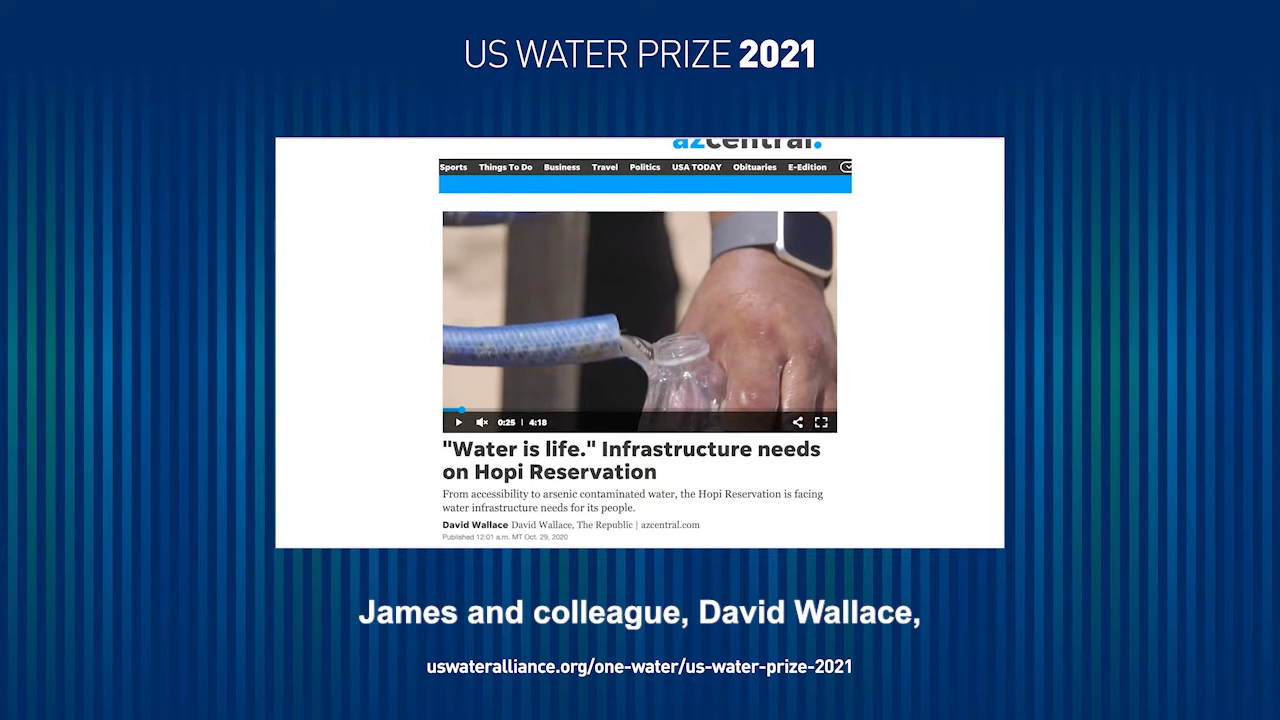 US WATER PRIZE 2021
azcentral.
Sports Things To Do Business Travel Politics USA TODAY Obituaries E-Edition
0:25 | 4:18
"Water is life." Infrastructure needs
on Hopi Reservation
From accessibility to arsenic contaminated water, the Hopi Reservation is facing
water infrastructure needs for its people.
David Wallace David Wallace, The Republic | azcentral.com
Published 12:01 a.m. MT Oct. 29, 2020
James and colleague, David Wallace,
uswateralliance.org/one-water/us-water-prize-2021